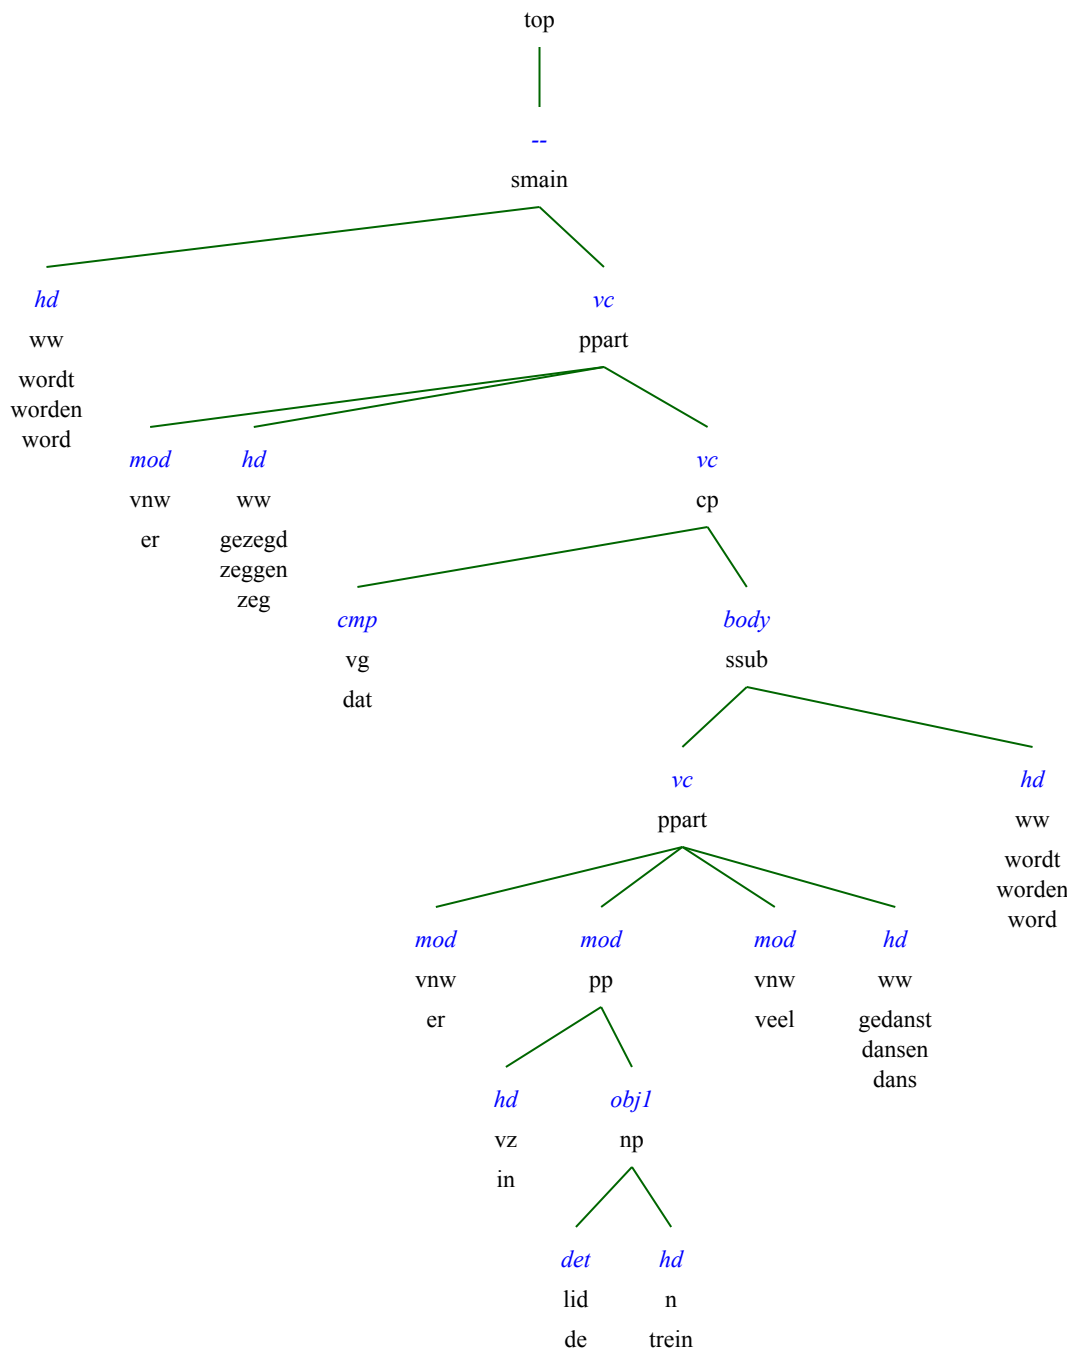 top
--
smain
hd vc
ww ppart
wordt
worden
word
mod hd vc
vnw ww cp
er gezegd
zeggen
zeg
cmp body
vg ssub
dat
vc hd
ppart ww
wordt
worden
word
mod mod mod hd
vnw pp vnw ww
er veel gedanst
dansen
dans
hd obj1
vz np
in
det hd
lid n
de trein